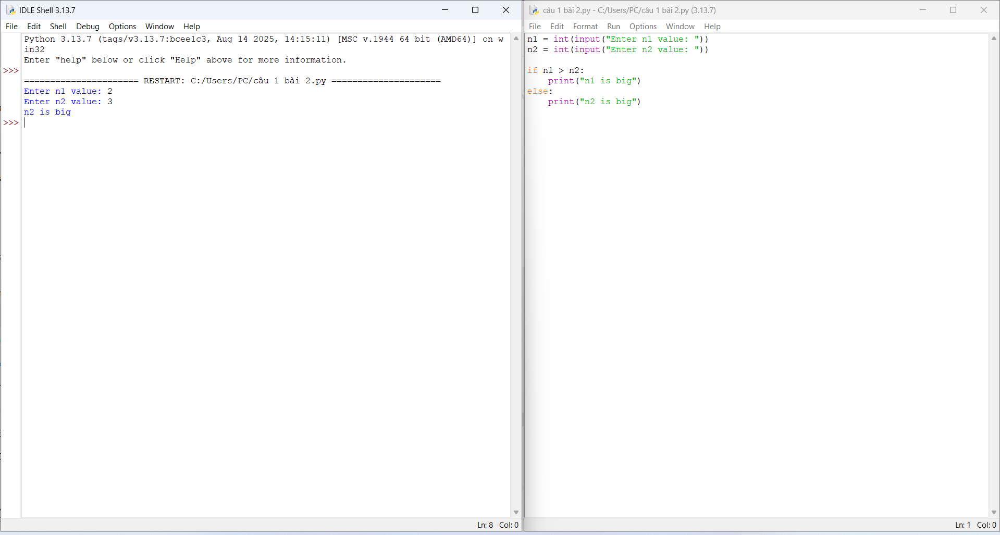 IDLE Shell 3.13.7
File Edit Shell Debug Options Window Help
Python 3.13.7 (tags/v3.13.7:bcee1c3, Aug 14 2025, 14:15:11) [MSC v.1944 64 bit (AMD64)] on w
in32
Enter "help" below or click "Help" above for more information.
>>>
====================== RESTART: C:/Users/PC/câu 1 bài 2.py =====================
Enter n1 value: 2
Enter n2 value: 3
n2 is big
>>>
Ln: 8 Col: 0
câu 1 bài 2.py - C:/Users/PC/câu 1 bài 2.py (3.13.7)
File Edit Format Run Options Window Help
n1 = int(input("Enter n1 value: "))
n2 = int(input("Enter n2 value: "))
if n1 > n2:
    print("n1 is big")
else:
    print("n2 is big")
Ln: 1 Col: 0